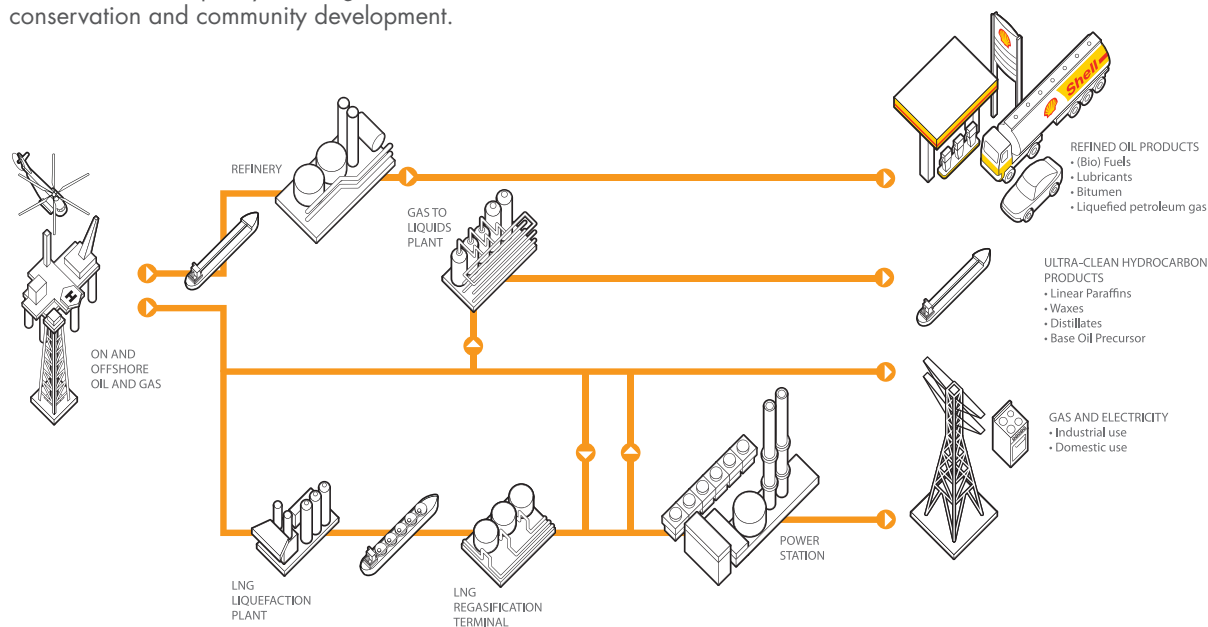 conservation and community development.
Shell
REFINERY
REFINED OIL PRODUCTS
• (Bio) Fuels
• Lubricants
• Bitumen
• Liquefied petroleum gas
GAS TO
LIQUIDS
PLANT
ULTRA-CLEAN HYDROCARBON
PRODUCTS
• Linear Paraffins
• Waxes
• Distillates
• Base Oil Precursor
H
ON AND
OFFSHORE
OIL AND GAS
GAS AND ELECTRICITY
• Industrial use
• Domestic use
POWER
STATION
LNG
LIQUEFACTION
PLANT
LNG
REGASIFICATION
TERMINAL